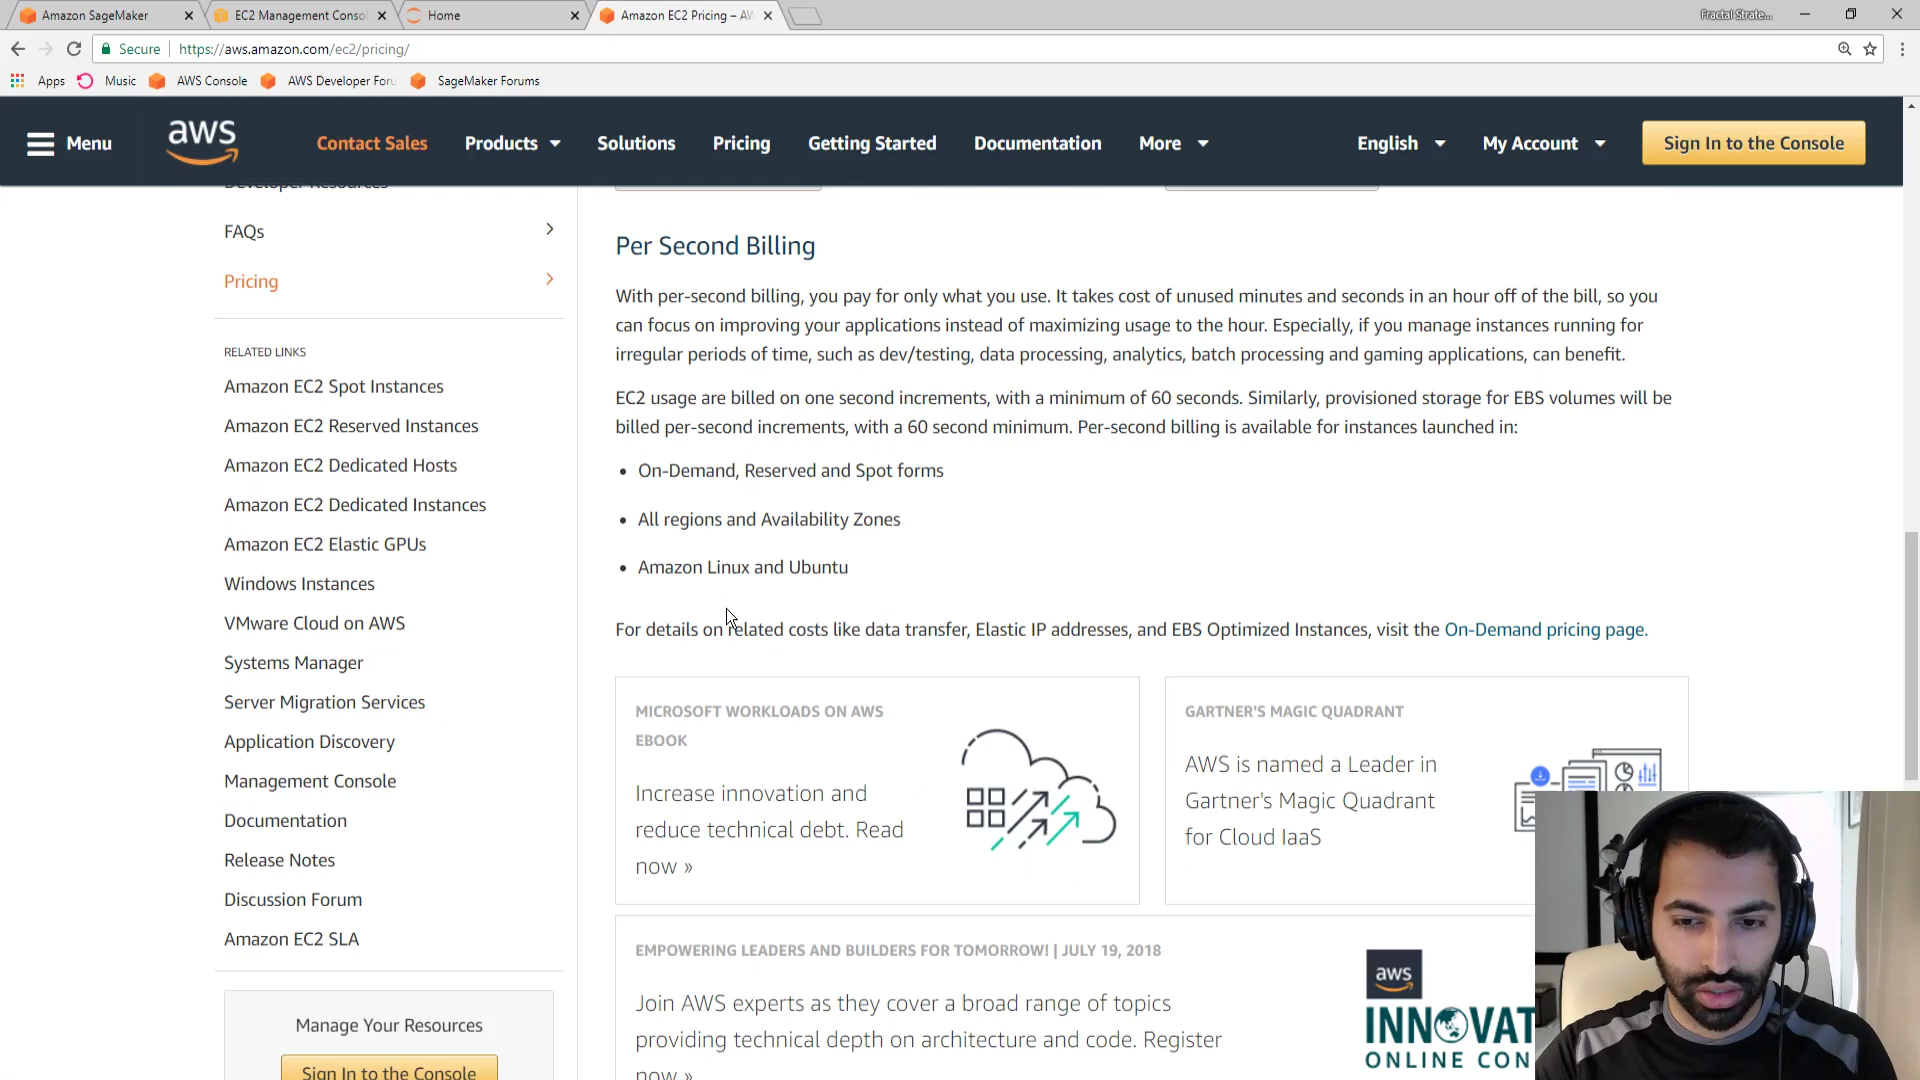 Amazon SageMaker
EC2 Management Consol
Home
Amazon EC2 Pricing – AW
Fractal Strate...
Secure
https://aws.amazon.com/ec2/pricing/
Apps
Music
AWS Console
AWS Developer Foru
SageMaker Forums
Menu
aws
Contact Sales
Products
Solutions
Pricing
Getting Started
Documentation
More
English
My Account
Sign In to the Console
Developer Resources
FAQs
Pricing
RELATED LINKS
Amazon EC2 Spot Instances
Amazon EC2 Reserved Instances
Amazon EC2 Dedicated Hosts
Amazon EC2 Dedicated Instances
Amazon EC2 Elastic GPUs
Windows Instances
VMware Cloud on AWS
Systems Manager
Server Migration Services
Application Discovery
Management Console
Documentation
Release Notes
Discussion Forum
Amazon EC2 SLA
Manage Your Resources
Sign In to the Console
Per Second Billing
With per-second billing, you pay for only what you use. It takes cost of unused minutes and seconds in an hour off of the bill, so you
can focus on improving your applications instead of maximizing usage to the hour. Especially, if you manage instances running for
irregular periods of time, such as dev/testing, data processing, analytics, batch processing and gaming applications, can benefit.
EC2 usage are billed on one second increments, with a minimum of 60 seconds. Similarly, provisioned storage for EBS volumes will be
billed per-second increments, with a 60 second minimum. Per-second billing is available for instances launched in:
• On-Demand, Reserved and Spot forms
• All regions and Availability Zones
• Amazon Linux and Ubuntu
For details on related costs like data transfer, Elastic IP addresses, and EBS Optimized Instances, visit the On-Demand pricing page.
MICROSOFT WORKLOADS ON AWS
EBOOK
Increase innovation and
reduce technical debt. Read
now »
GARTNER'S MAGIC QUADRANT
AWS is named a Leader in
Gartner's Magic Quadrant
for Cloud IaaS
EMPOWERING LEADERS AND BUILDERS FOR TOMORROW! | JULY 19, 2018
Join AWS experts as they cover a broad range of topics
providing technical depth on architecture and code. Register
now »
aws
INNOVAT
ONLINE CON